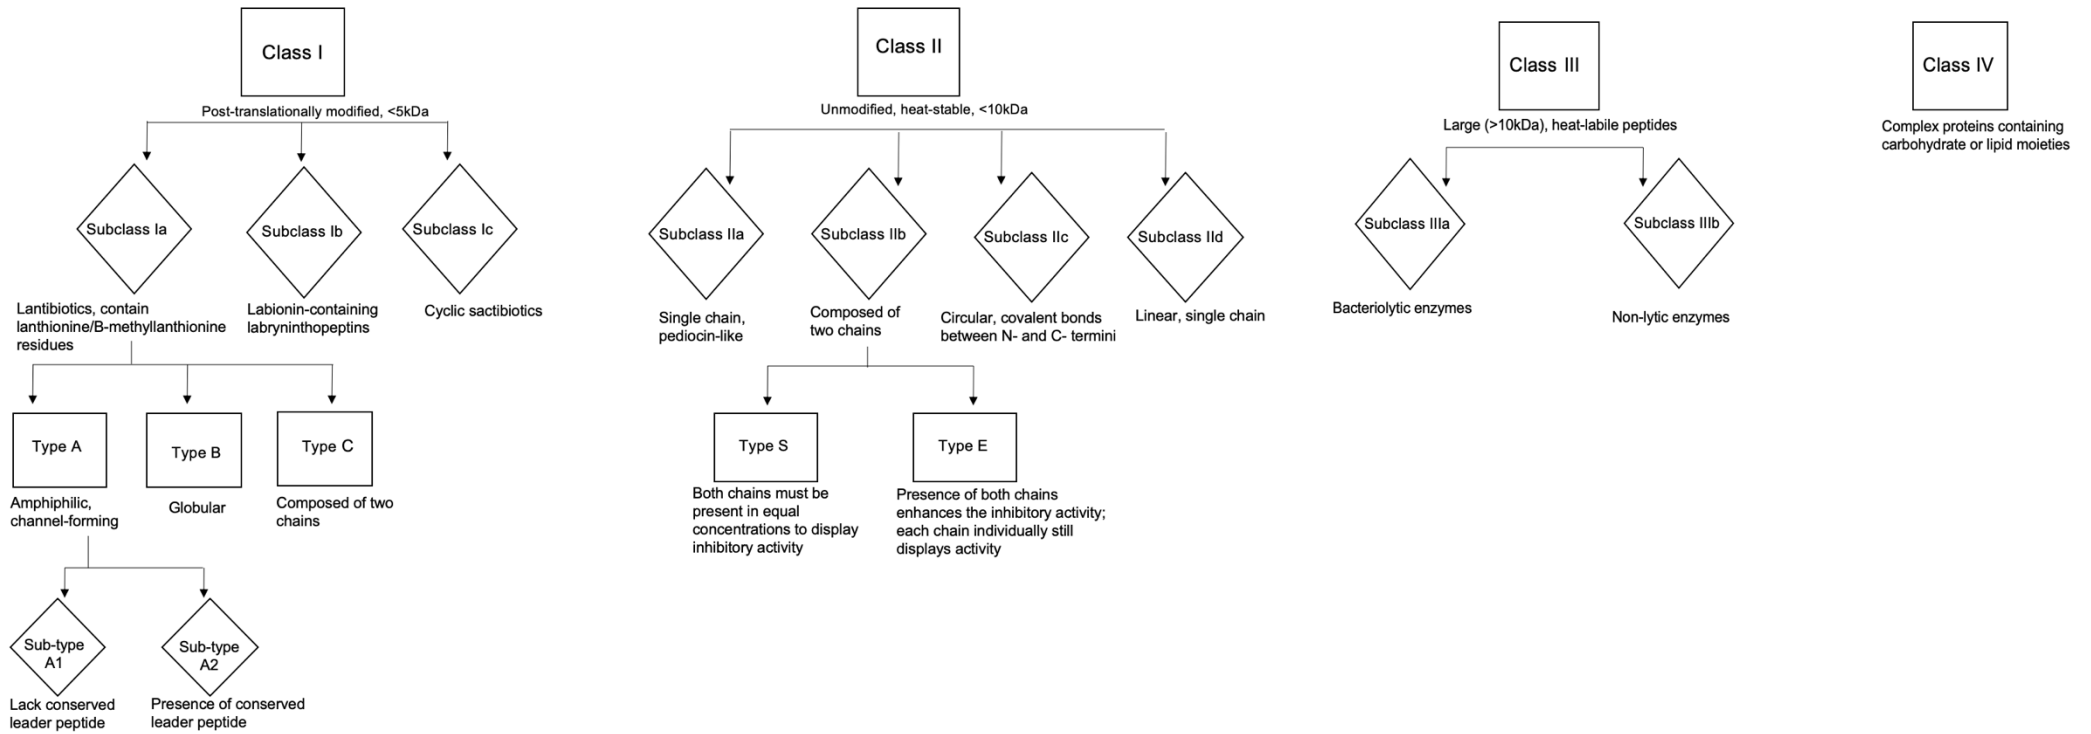 Class I
Post-translationally modified, <5kDa
Subclass Ia
Lantibiotics, contain
lanthionine/B-methyllanthionine
residues
Subclass Ib
Labionin-containing
labryninthopeptins
Subclass Ic
Cyclic sactibiotics
Type A
Amphiphilic,
channel-forming
Type B
Globular
Type C
Composed of two
chains
Sub-type
A1
Lack conserved
leader peptide
Sub-type
A2
Presence of conserved
leader peptide
Class II
Unmodified, heat-stable, <10kDa
Subclass IIa
Single chain,
pediocin-like
Subclass IIb
Composed of
two chains
Subclass IIc
Circular, covalent bonds
between N- and C- termini
Subclass IId
Linear, single chain
Type S
Both chains must be
present in equal
concentrations to display
inhibitory activity
Type E
Presence of both chains
enhances the inhibitory activity;
each chain individually still
displays activity
Class III
Large (>10kDa), heat-labile peptides
Subclass IIIa
Bacteriolytic enzymes
Subclass IIIb
Non-lytic enzymes
Class IV
Complex proteins containing
carbohydrate or lipid moieties